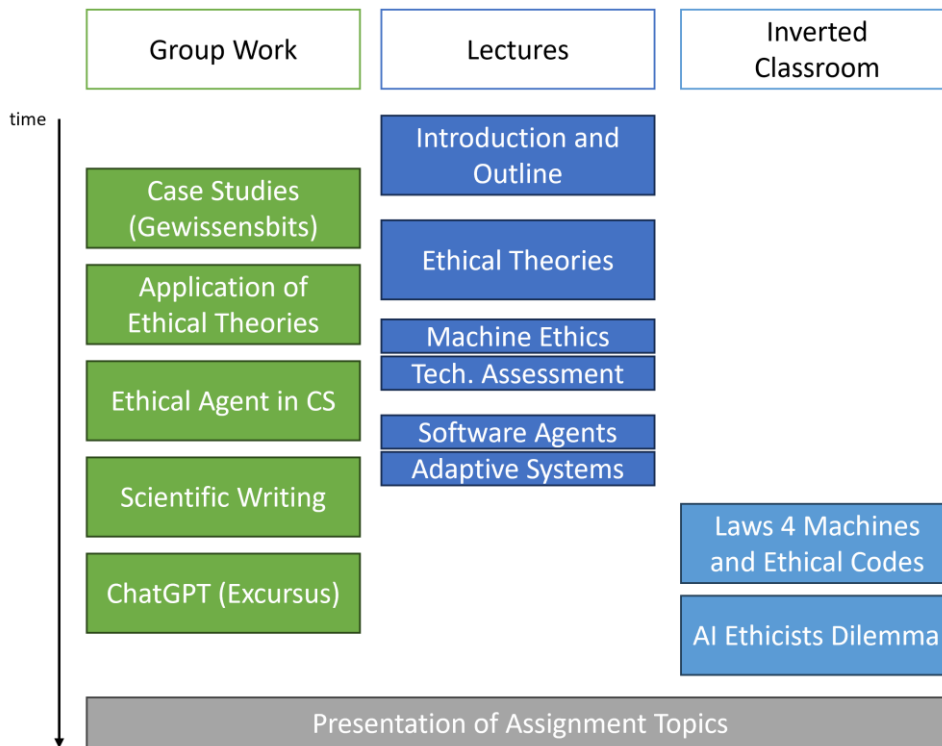 Group Work
Lectures
Inverted
Classroom
time
Introduction and
Outline
Case Studies
(Gewissensbits)
Ethical Theories
Application of
Ethical Theories
Machine Ethics
Tech. Assessment
Ethical Agent in CS
Software Agents
Adaptive Systems
Scientific Writing
Laws 4 Machines
and Ethical Codes
ChatGPT (Excursus)
AI Ethicists Dilemma
Presentation of Assignment Topics